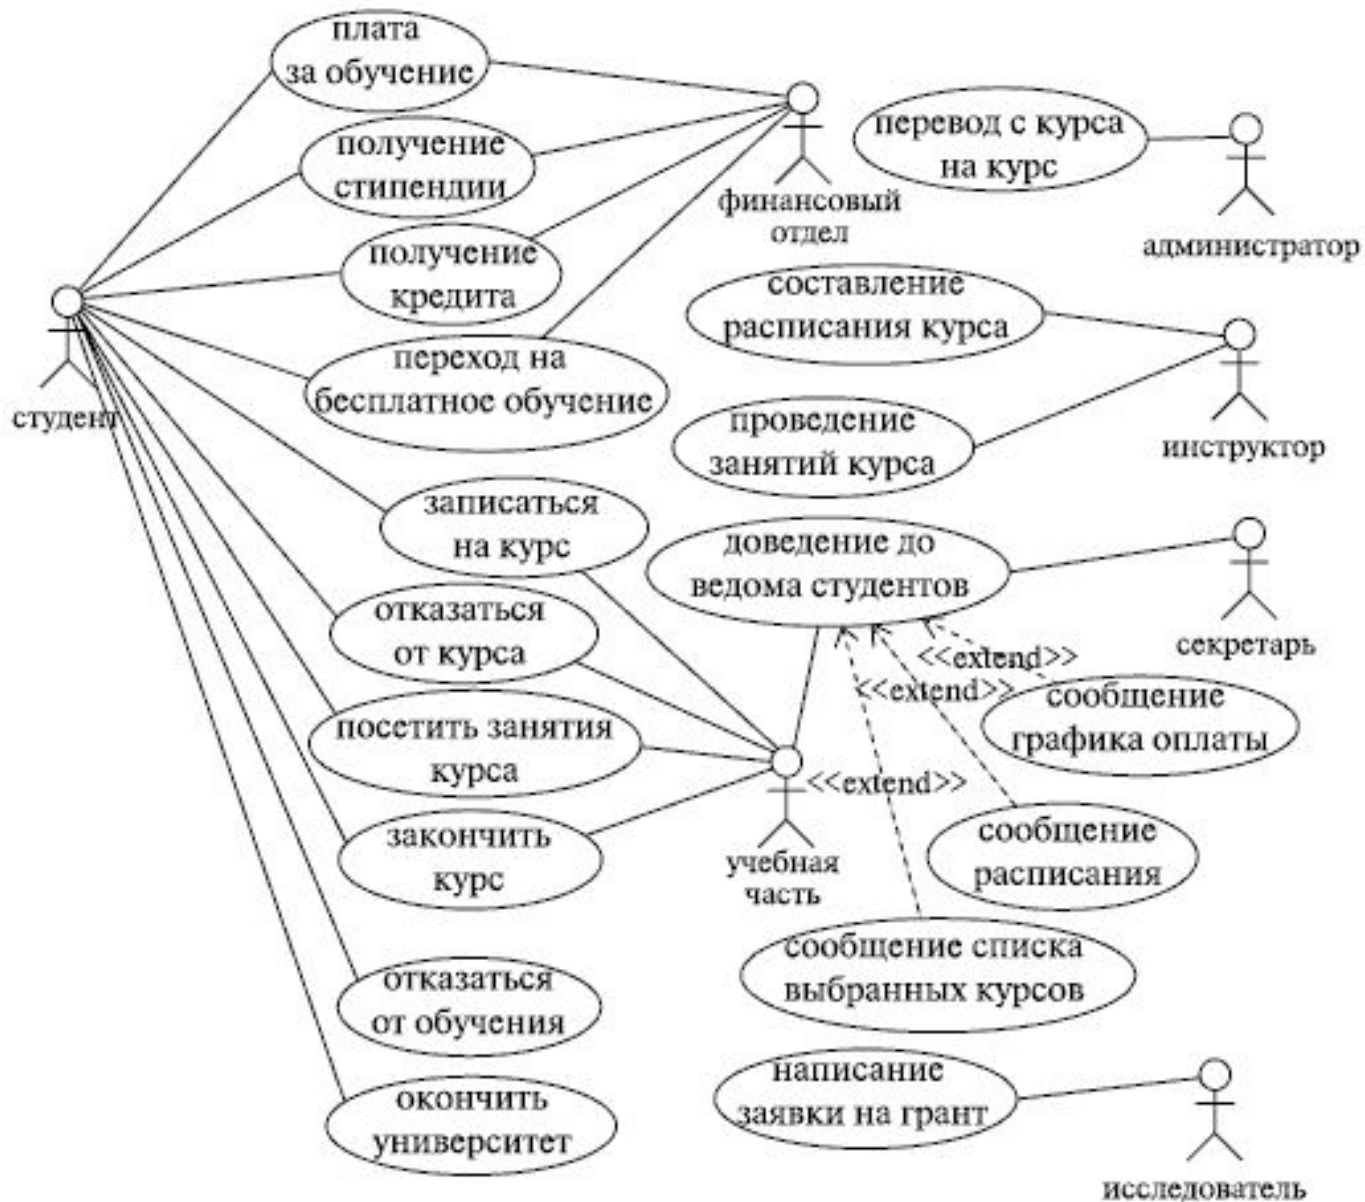 плата
за обучение
получение
стипендии
финансовый
отдел
перевод с курса
на курс
администратор
получение
кредита
составление
расписания курса
студент
переход на
бесплатное обучение
проведение
занятий курса
инструктор
записаться
на курс
доведение до
ведома студентов
секретарь
отказаться
от курса
<<extend>>
<<extend>>
сообщение
графика оплаты
посетить занятия
курса
<<extend>>
закончить
курс
учебная
часть
сообщение
расписания
сообщение списка
выбранных курсов
отказаться
от обучения
написание
заявки на грант
окончить
университет
исследователь